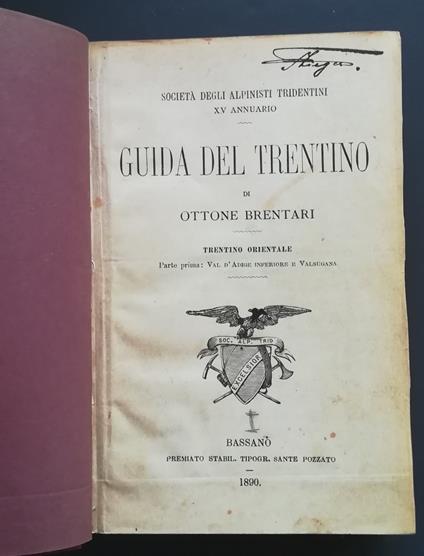 SOCIETÀ DEGLI ALPINISTI TRIDENTINI
XV ANNUARIO
GUIDA DEL TRENTINO
DI
OTTONE BRENTARI
TRENTINO ORIENTALE
Parte prima: VAL D'ADIGE INFERIORE E VALSUGANA
SOC. ALP. TRID
EXCELSIOR
BASSANO
PREMIATO STABIL. TIPOGR. SANTE POZZATO
1890.